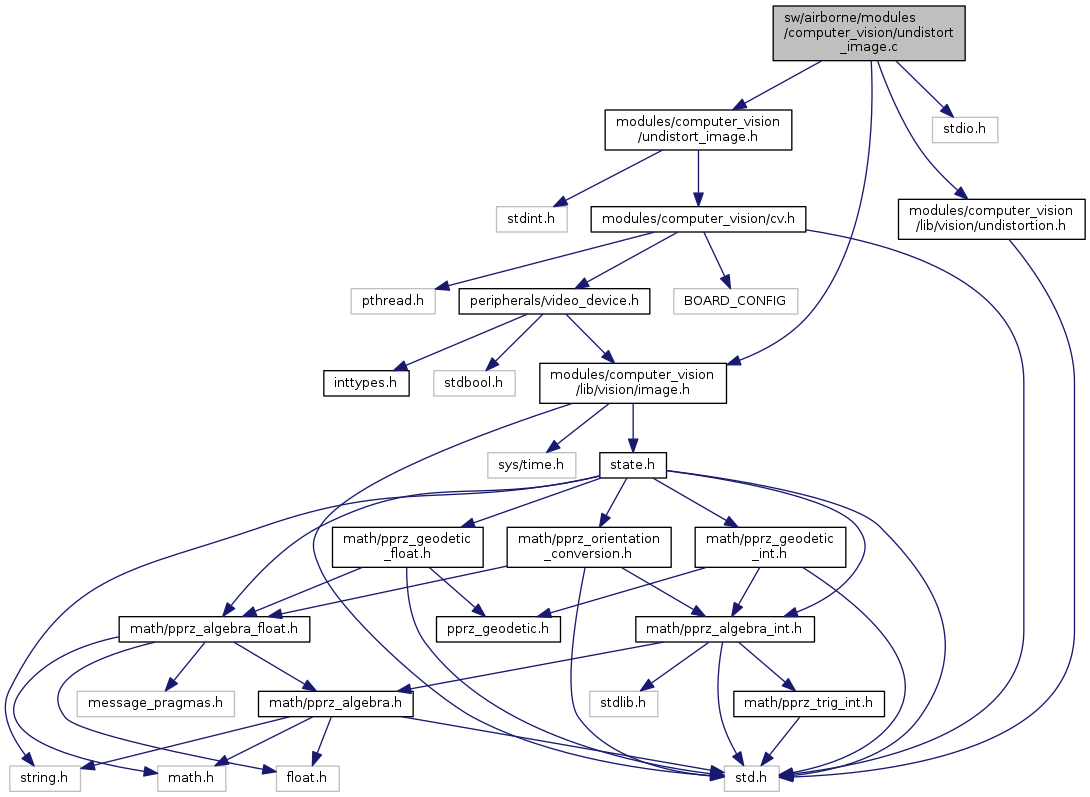 sw/airborne/modules
/computer_vision/undistort
_image.c
modules/computer_vision
/undistort_image.h
stdio.h
stdint.h
modules/computer_vision/cv.h
modules/computer_vision
/lib/vision/undistortion.h
pthread.h
peripherals/video_device.h
BOARD_CONFIG
inttypes.h
stdbool.h
modules/computer_vision
/lib/vision/image.h
sys/time.h
state.h
math/pprz_geodetic
_float.h
math/pprz_orientation
_conversion.h
math/pprz_geodetic
_int.h
math/pprz_algebra_float.h
pprz_geodetic.h
math/pprz_algebra_int.h
message_pragmas.h
math/pprz_algebra.h
stdlib.h
math/pprz_trig_int.h
string.h
math.h
float.h
std.h